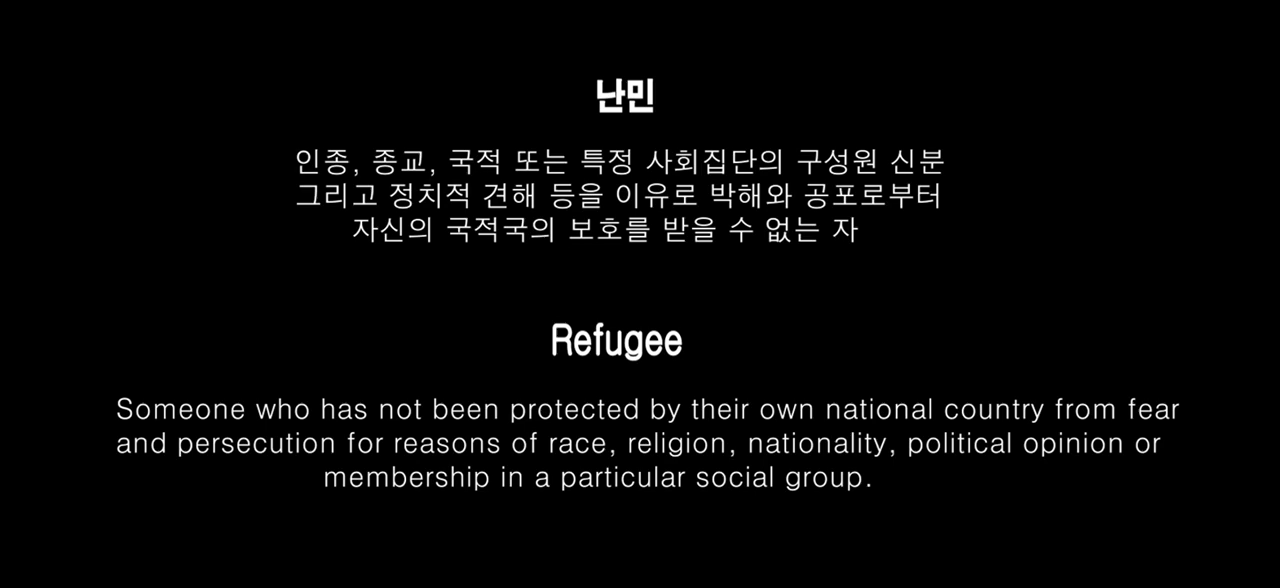 난민
인종, 종교, 국적 또는 특정 사회집단의 구성원 신분
그리고 정치적 견해 등을 이유로 박해와 공포로부터
자신의 국적국의 보호를 받을 수 없는 자
Refugee
Someone who has not been protected by their own national country from fear
and persecution for reasons of race, religion, nationality, political opinion or
membership in a particular social group.